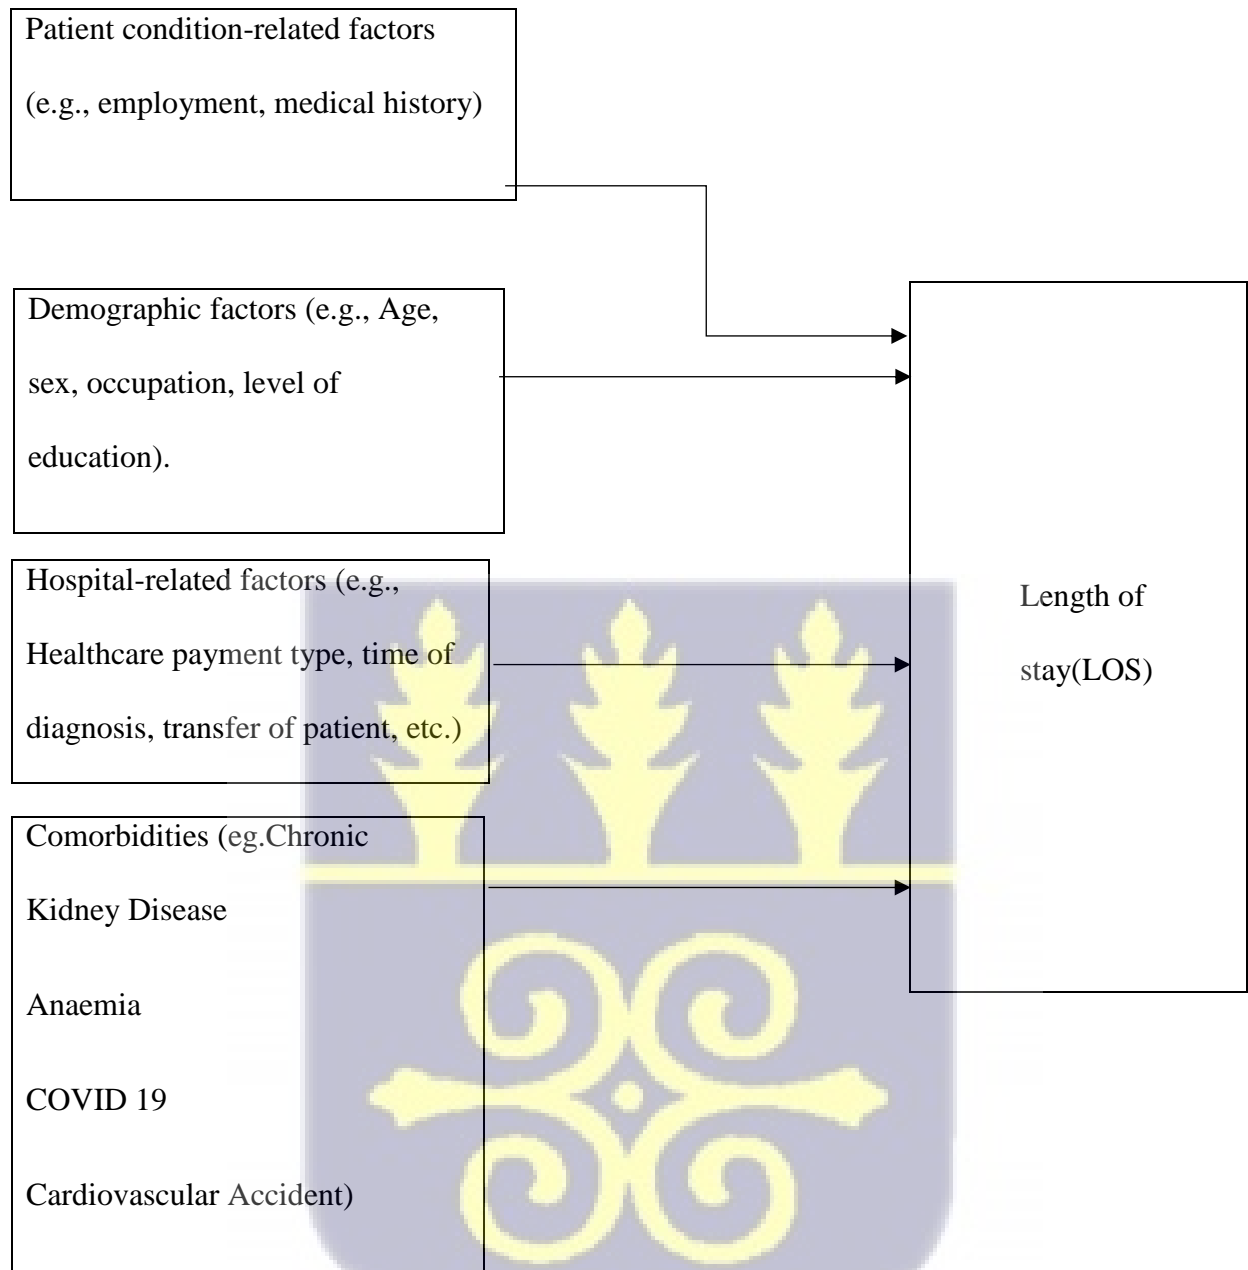 Patient condition-related factors
(e.g., employment, medical history)
Demographic factors (e.g., Age,
sex, occupation, level of
education).
Hospital-related factors (e.g.,
Healthcare payment type, time of
diagnosis, transfer of patient, etc.)
Comorbidities (eg.Chronic
Kidney Disease
Anaemia
COVID 19
Cardiovascular Accident)
Length of
stay(LOS)